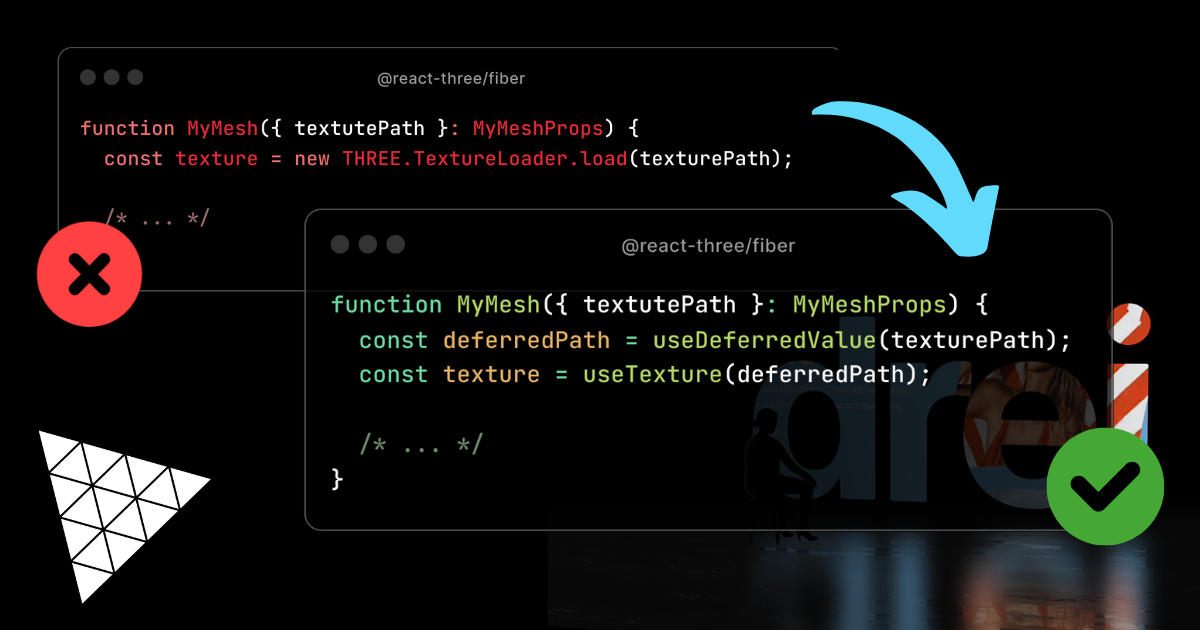 @react-three/fiber
function MyMesh({ textutePath }: MyMeshProps) {
const texture = new THREE.TextureLoader.load(texturePath);
/* ... */
@react-three/fiber
function MyMesh({ textutePath }: MyMeshProps) {
const deferredPath = useDeferredValue(texturePath);
const texture = useTexture(deferredPath);
/* ... */
}
drei